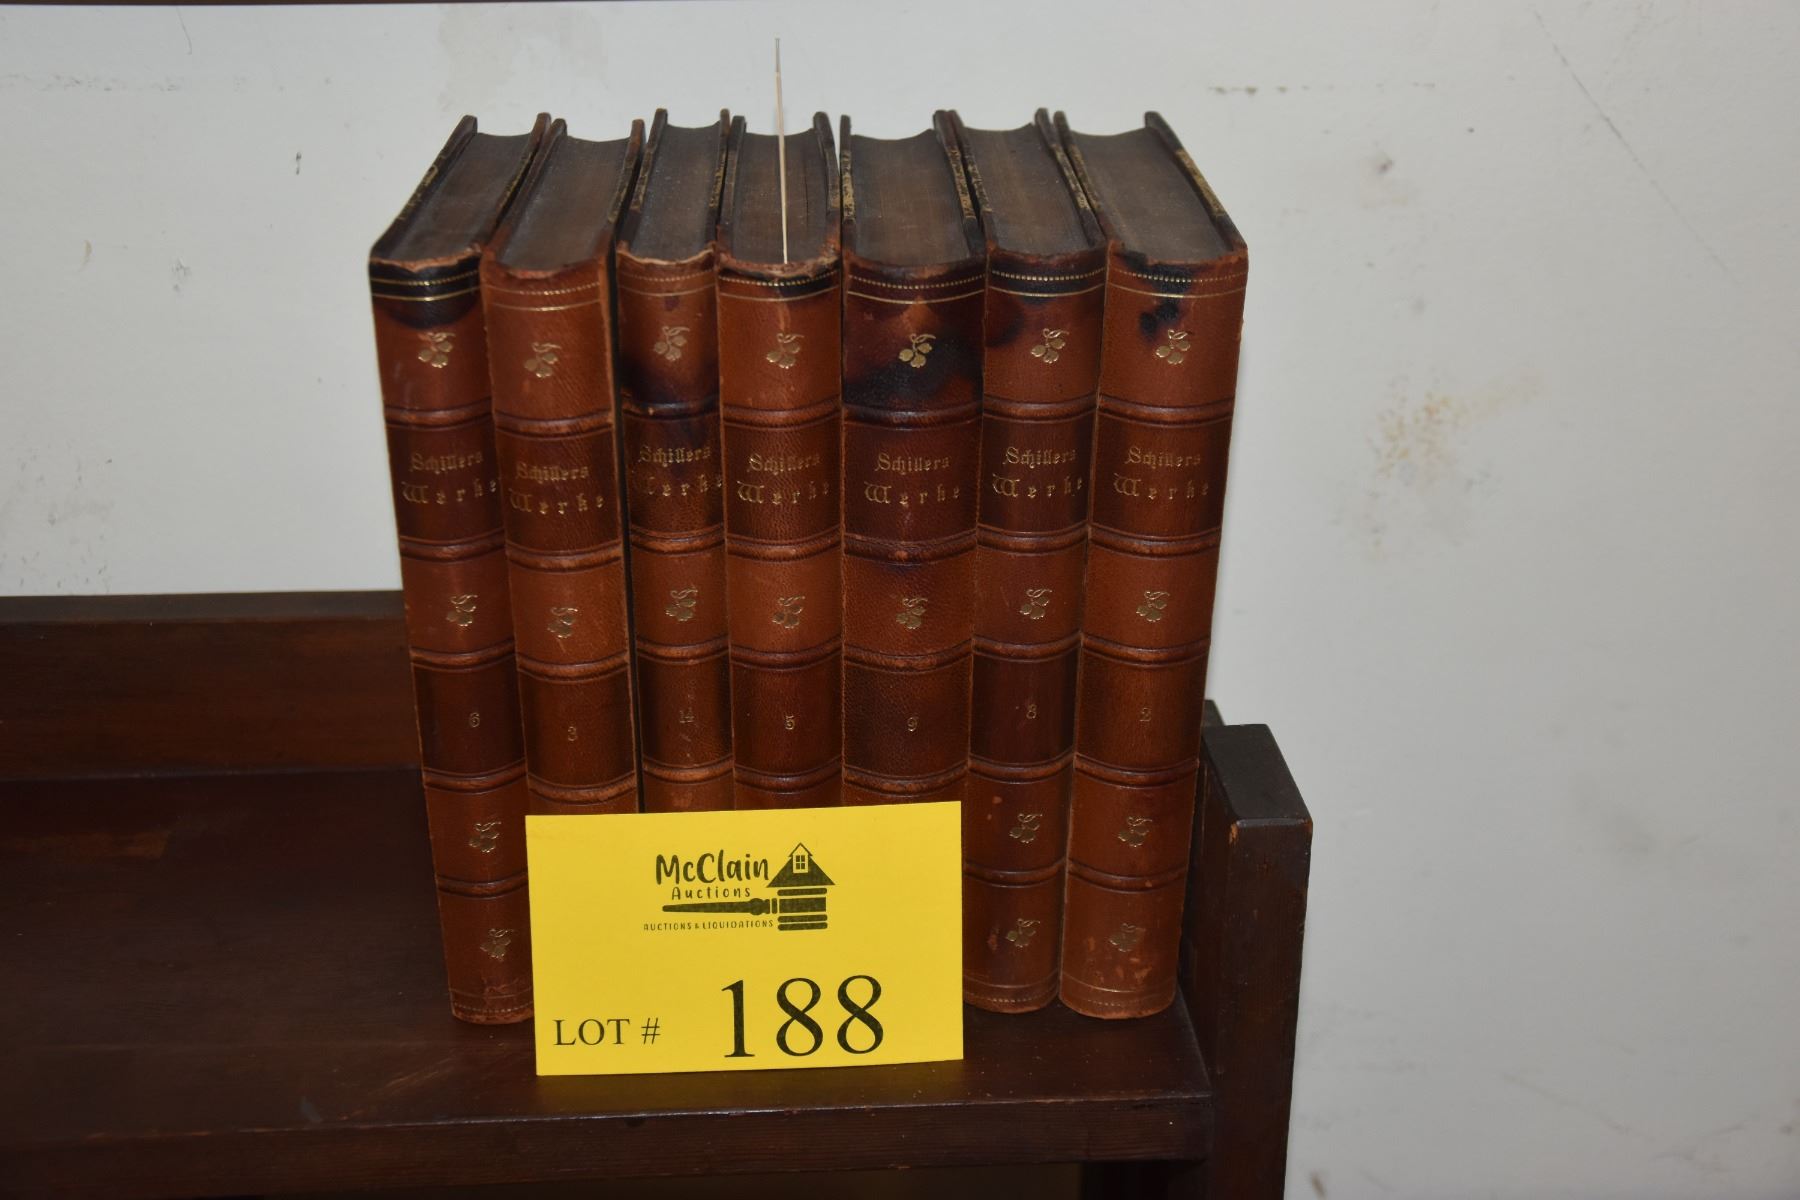 Schillers
Werke
6
Schillers
Werke
3
Schillers
Werke
14
Schillers
Werke
5
Schillers
Werke
9
Schillers
Werke
8
Schillers
Werke
2
McClain
Auctions
AUCTIONS & LIQUIDATIONS
LOT # 188